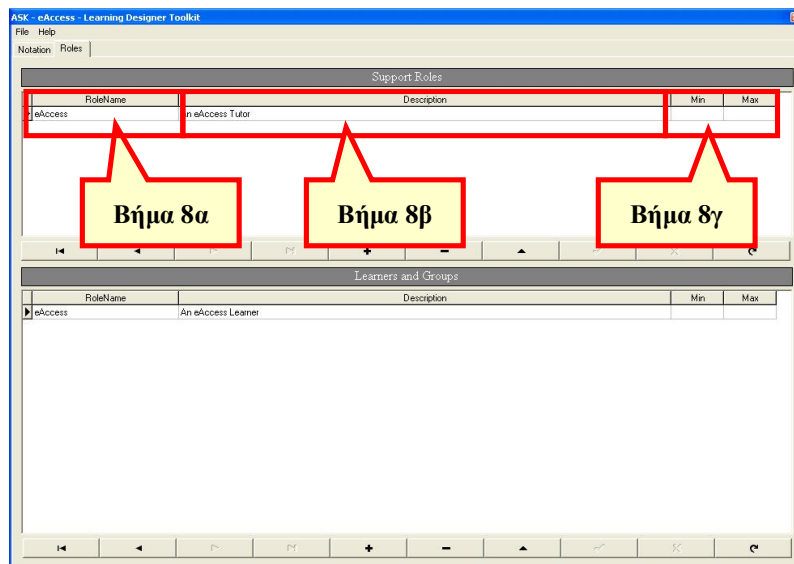 ASK - eAccess - Learning Designer Toolkit
File Help
Notation Roles
Support Roles
RoleName Description Min Max
eAccess An eAccess Tutor
Βήμα 8α Βήμα 8β Βήμα 8γ
Learners and Groups
RoleName Description Min Max
eAccess An eAccess Learner